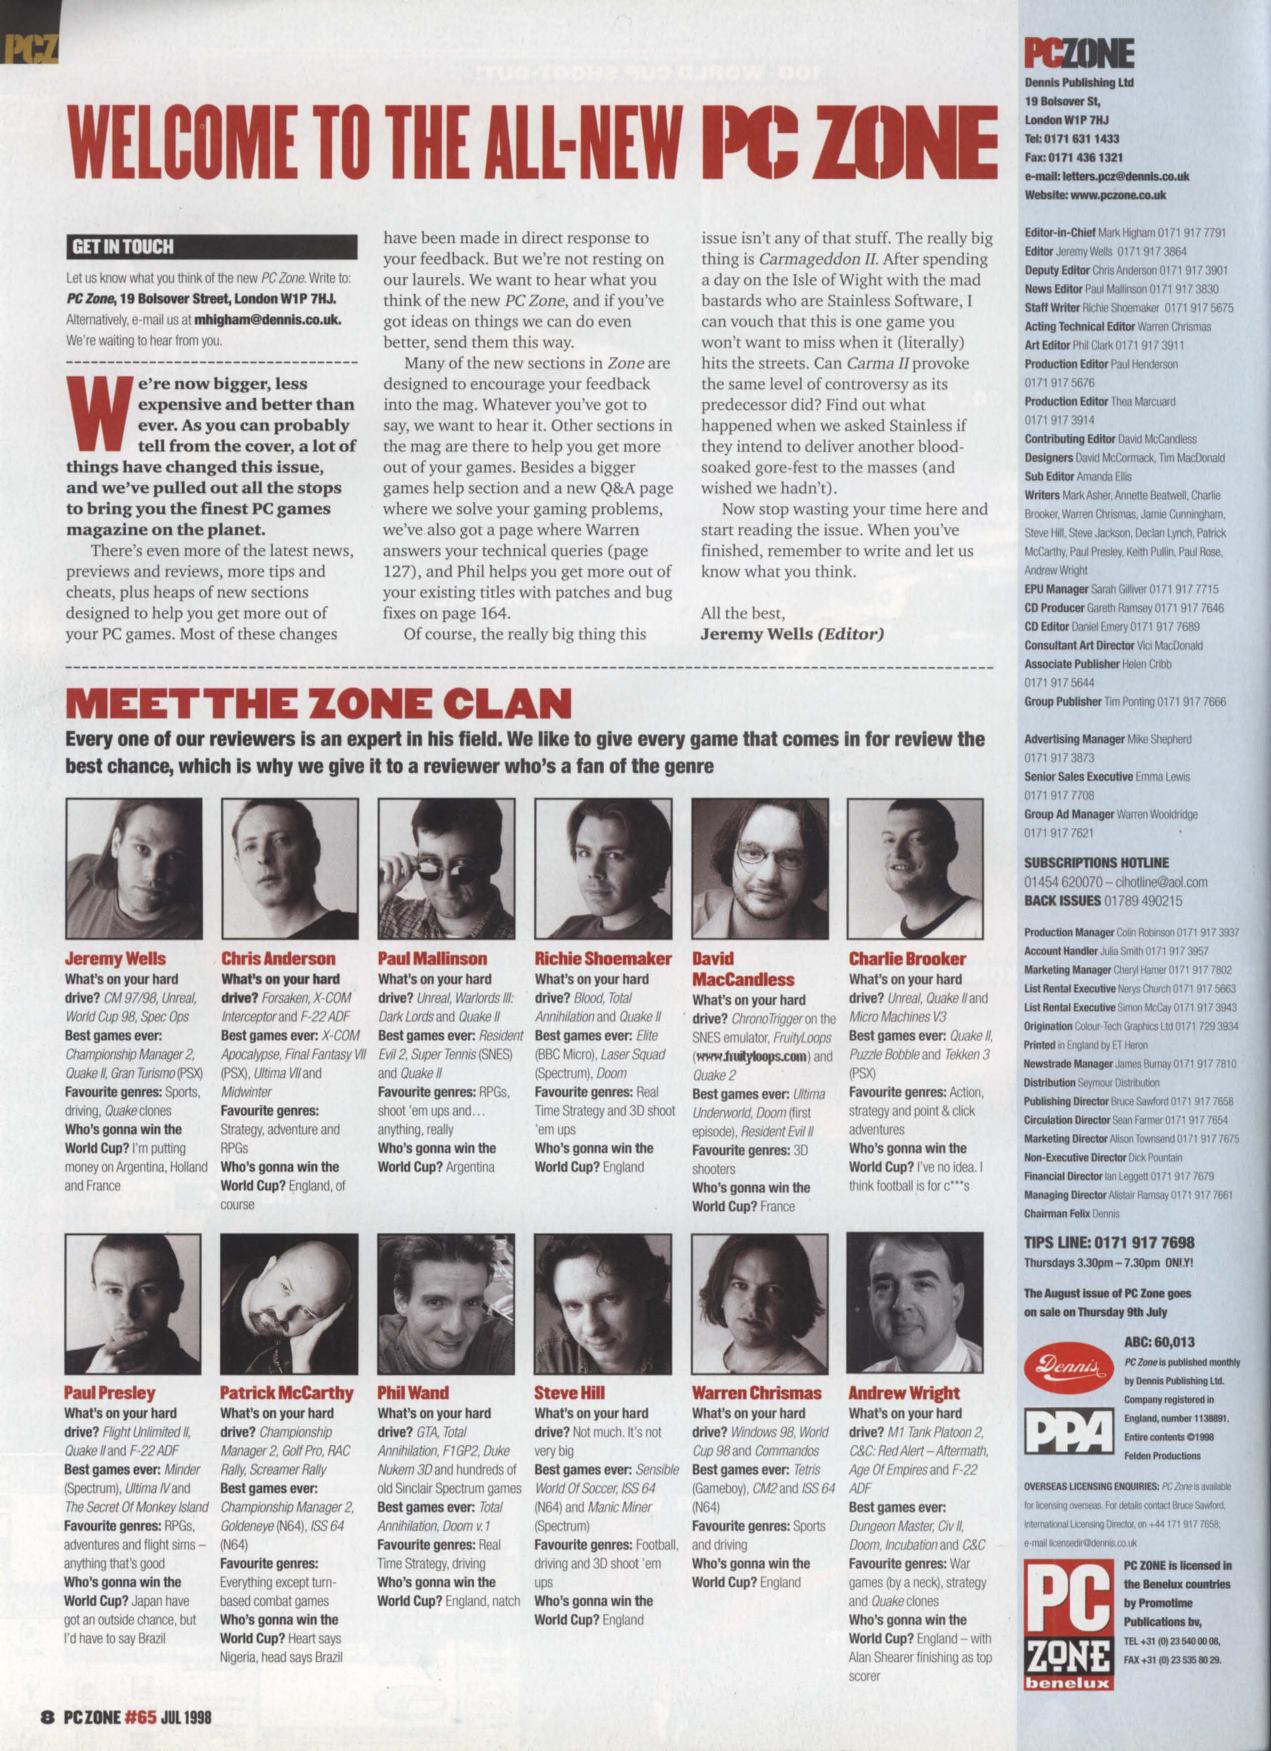 PCZ
WELCOME TO THE ALL-NEW PC ZONE
GET IN TOUCH
Let us know what you think of the new PC Zone. Write to:
PC Zone, 19 Bolsover Street, London W1P 7HJ.
Alternatively, e-mail us at mhigham@dennis.co.uk.
We're waiting to hear from you.
We're now bigger, less
expensive and better than
ever. As you can probably
tell from the cover, a lot of
things have changed this issue,
and we've pulled out all the stops
to bring you the finest PC games
magazine on the planet.
There's even more of the latest news,
previews and reviews, more tips and
cheats, plus heaps of new sections
designed to help you get more out of
your PC games. Most of these changes
have been made in direct response to
your feedback. But we're not resting on
our laurels. We want to hear what you
think of the new PC Zone, and if you've
got ideas on things we can do even
better, send them this way.
Many of the new sections in Zone are
designed to encourage your feedback
into the mag. Whatever you've got to
say, we want to hear it. Other sections in
the mag are there to help you get more
out of your games. Besides a bigger
games help section and a new Q&A page
where we solve your gaming problems,
we've also got a page where Warren
answers your technical queries (page
127), and Phil helps you get more out of
your existing titles with patches and bug
fixes on page 164.
Of course, the really big thing this
issue isn't any of that stuff. The really big
thing is Carmageddon II. After spending
a day on the Isle of Wight with the mad
bastards who are Stainless Software, I
can vouch that this is one game you
won't want to miss when it (literally)
hits the streets. Can Carma II provoke
the same level of controversy as its
predecessor did? Find out what
happened when we asked Stainless if
they intend to deliver another blood-
soaked gore-fest to the masses (and
wished we hadn't).
Now stop wasting your time here and
start reading the issue. When you've
finished, remember to write and let us
know what you think.
All the best,
Jeremy Wells (Editor)
MEET THE ZONE CLAN
Every one of our reviewers is an expert in his field. We like to give every game that comes in for review the
best chance, which is why we give it to a reviewer who's a fan of the genre
Jeremy Wells
What's on your hard
drive? CM 97/98, Unreal,
World Cup 98, Spec Ops
Best games ever:
Championship Manager 2,
Quake II, Gran Turismo (PSX)
Favourite genres: Sports,
driving, Quake clones
Who's gonna win the
World Cup? I'm putting
money on Argentina, Holland
and France
Chris Anderson
What's on your hard
drive? Forsaken, X-COM
Interceptor and F-22 ADF
Best games ever: X-COM
Apocalypse, Final Fantasy VII
(PSX), Ultima VII and
Midwinter
Favourite genres:
Strategy, adventure and
RPGs
Who's gonna win the
World Cup? England, of
course
Paul Mallinson
What's on your hard
drive? Unreal, Warlords III:
Dark Lords and Quake II
Best games ever: Resident
Evil 2, Super Tennis (SNES)
and Quake II
Favourite genres: RPGs,
shoot 'em ups and...
anything, really
Who's gonna win the
World Cup? Argentina
Richie Shoemaker
What's on your hard
drive? Blood, Total
Annihilation and Quake II
Best games ever: Elite
(BBC Micro), Laser Squad
(Spectrum), Doom
Favourite genres: Real
Time Strategy and 3D shoot
'em ups
Who's gonna win the
World Cup? England
David
MacCandless
What's on your hard
drive? ChronoTrigger on the
SNES emulator, FruityLoops
(www.fruityloops.com) and
Quake 2
Best games ever: Ultima
Underworld, Doom (first
episode), Resident Evil II
Favourite genres: 3D
shooters
Who's gonna win the
World Cup? France
Charlie Brooker
What's on your hard
drive? Unreal, Quake II and
Micro Machines V3
Best games ever: Quake II,
Puzzle Bobble and Tekken 3
(PSX)
Favourite genres: Action,
strategy and point & click
adventures
Who's gonna win the
World Cup? I've no idea. I
think football is for c***s
Paul Presley
What's on your hard
drive? Flight Unlimited II,
Quake II and F-22 ADF
Best games ever: Minder
(Spectrum), Ultima IV and
The Secret Of Monkey Island
Favourite genres: RPGs,
adventures and flight sims –
anything that's good
Who's gonna win the
World Cup? Japan have
got an outside chance, but
I'd have to say Brazil
Patrick McCarthy
What's on your hard
drive? Championship
Manager 2, Golf Pro, RAC
Rally, Screamer Rally
Best games ever:
Championship Manager 2,
Goldeneye (N64), ISS 64
(N64)
Favourite genres:
Everything except turn-
based combat games
Who's gonna win the
World Cup? Heart says
Nigeria, head says Brazil
Phil Wand
What's on your hard
drive? GTA, Total
Annihilation, F1GP2, Duke
Nukem 3D and hundreds of
old Sinclair Spectrum games
Best games ever: Total
Annihilation, Doom v.1
Favourite genres: Real
Time Strategy, driving
Who's gonna win the
World Cup? England, natch
Steve Hill
What's on your hard
drive? Not much. It's not
very big
Best games ever: Sensible
World Of Soccer, ISS 64
(N64) and Manic Miner
(Spectrum)
Favourite genres: Football,
driving and 3D shoot 'em
ups
Who's gonna win the
World Cup? England
Warren Chrismas
What's on your hard
drive? Windows 98, World
Cup 98 and Commandos
Best games ever: Tetris
(Gameboy), CM2 and ISS 64
(N64)
Favourite genres: Sports
and driving
Who's gonna win the
World Cup? England
Andrew Wright
What's on your hard
drive? M1 Tank Platoon 2,
C&C: Red Alert – Aftermath,
Age Of Empires and F-22
ADF
Best games ever:
Dungeon Master, Civ II,
Doom, Incubation and C&C
Favourite genres: War
games (by a neck), strategy
and Quake clones
Who's gonna win the
World Cup? England – with
Alan Shearer finishing as top
scorer
8 PC ZONE #65 JUL 1998
PCZONE
Dennis Publishing Ltd
19 Bolsover St,
London W1P 7HJ
Tel: 0171 631 1433
Fax: 0171 436 1321
e-mail: letters.pcz@dennis.co.uk
Website: www.pczone.co.uk
Editor-in-Chief Mark Higham 0171 917 7791
Editor Jeremy Wells 0171 917 3864
Deputy Editor Chris Anderson 0171 917 3901
News Editor Paul Mallinson 0171 917 3830
Staff Writer Richie Shoemaker 0171 917 5675
Acting Technical Editor Warren Chrismas
Art Editor Phil Clark 0171 917 3911
Production Editor Paul Henderson
0171 917 5676
Production Editor Thea Marcuard
0171 917 3914
Contributing Editor David McCandless
Designers David McCormack, Tim MacDonald
Sub Editor Amanda Ellis
Writers Mark Asher, Annette Beatwell, Charlie
Brooker, Warren Chrismas, Jamie Cunningham,
Steve Hill, Steve Jackson, Declan Lynch, Patrick
McCarthy, Paul Presley, Keith Pullin, Paul Rose,
Andrew Wright
EPU Manager Sarah Gilliver 0171 917 7715
CD Producer Gareth Ramsey 0171 917 7646
CD Editor Daniel Emery 0171 917 7689
Consultant Art Director Vici MacDonald
Associate Publisher Helen Cribb
0171 917 5644
Group Publisher Tim Ponting 0171 917 7666
Advertising Manager Mike Shepherd
0171 917 3873
Senior Sales Executive Emma Lewis
0171 917 7708
Group Ad Manager Warren Wooldridge
0171 917 7621
SUBSCRIPTIONS HOTLINE
01454 620070 – cihotline@aol.com
BACK ISSUES 01789 490215
Production Manager Colin Robinson 0171 917 3937
Account Handler Julia Smith 0171 917 3957
Marketing Manager Cheryl Hamer 0171 917 7802
List Rental Executive Nerys Church 0171 917 5663
List Rental Executive Simon McCay 0171 917 3943
Origination Colour-Tech Graphics Ltd 0171 729 3934
Printed in England by ET Heron
Newstrade Manager James Burnay 0171 917 7810
Distribution Seymour Distribution
Publishing Director Bruce Sawford 0171 917 7658
Circulation Director Sean Farmer 0171 917 7654
Marketing Director Alison Townsend 0171 917 7675
Non-Executive Director Dick Pountain
Financial Director Ian Leggett 0171 917 7679
Managing Director Alistair Ramsay 0171 917 7661
Chairman Felix Dennis
TIPS LINE: 0171 917 7698
Thursdays 3.30pm – 7.30pm ONLY!
The August issue of PC Zone goes
on sale on Thursday 9th July
Dennis
PPA
ABC: 60,013
PC Zone is published monthly
by Dennis Publishing Ltd.
Company registered in
England, number 1138891.
Entire contents ©1998
Felden Productions
OVERSEAS LICENSING ENQUIRIES: PC Zone is available
for licensing overseas. For details contact Bruce Sawford,
International Licensing Director, on +44 171 917 7658;
e-mail licensedir@dennis.co.uk
PC
ZONE
benelux
PC ZONE is licensed in
the Benelux countries
by Promotime
Publications bv,
TEL +31 (0) 23 540 00 08,
FAX +31 (0) 23 535 80 29.